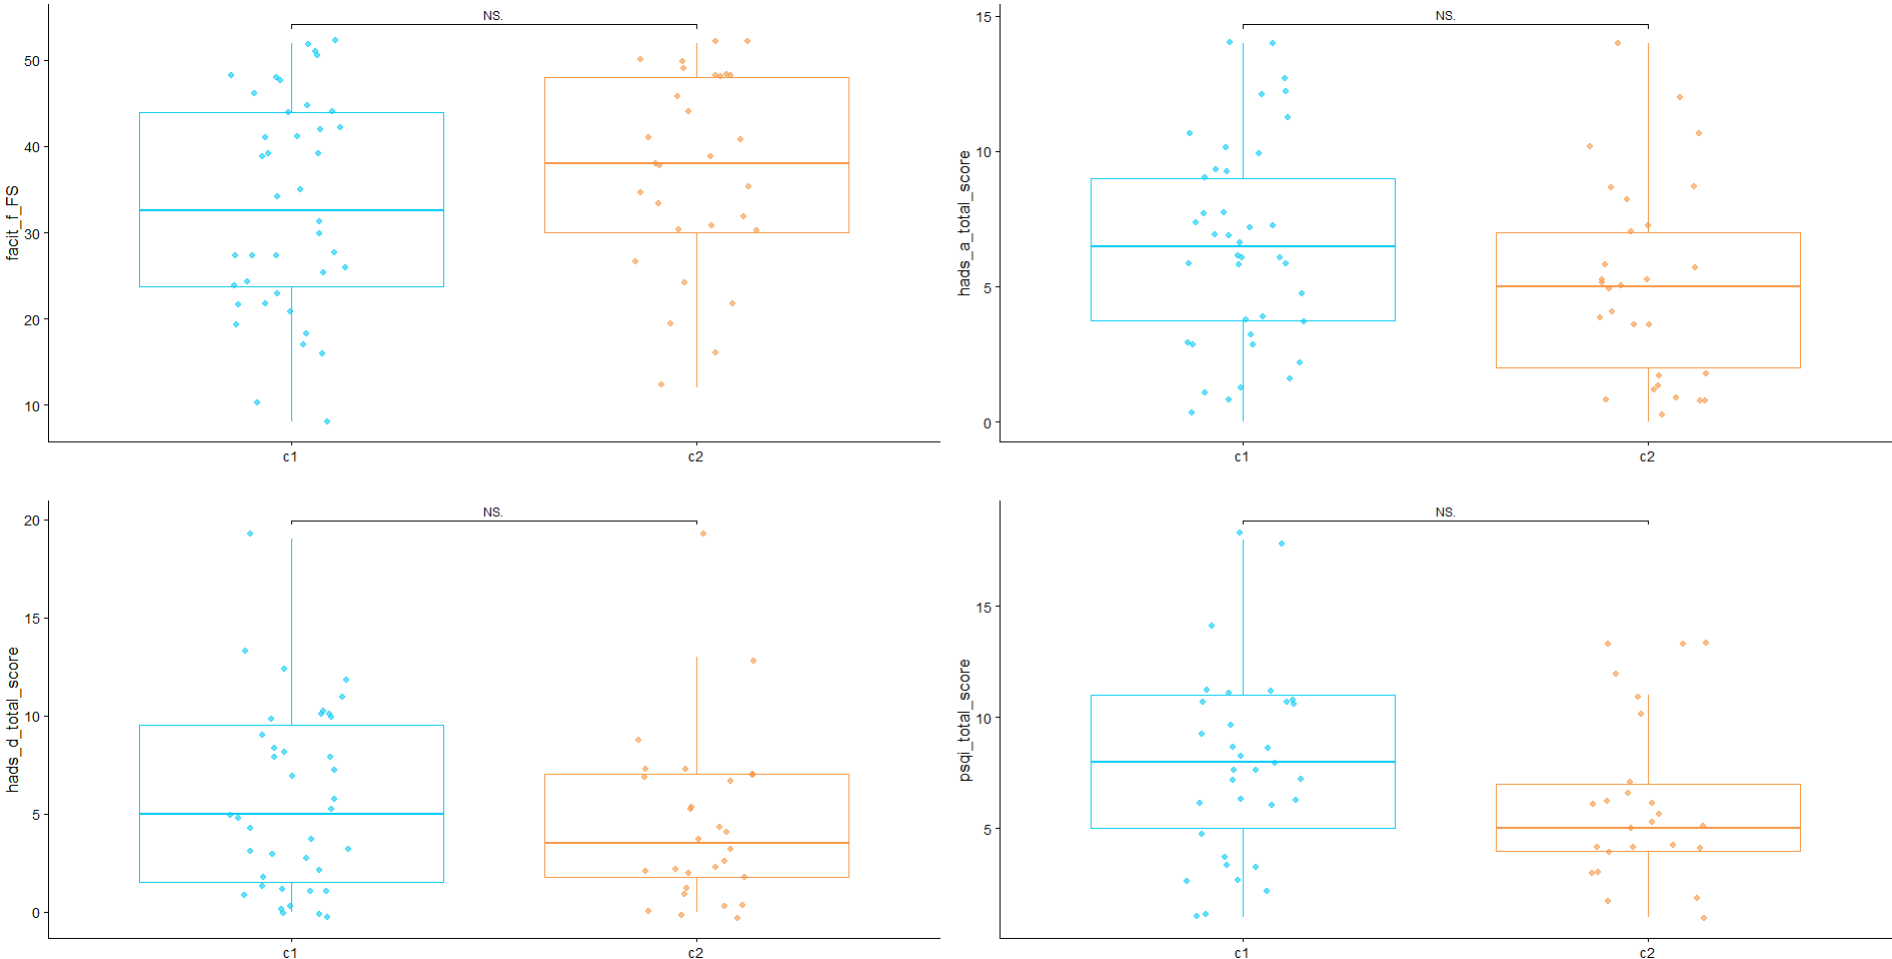 NS.
facit_f_FS
50
40
30
20
10
c1
c2
NS.
hads_a_total_score
15
10
5
0
c1
c2
NS.
hads_d_total_score
20
15
10
5
0
c1
c2
NS.
psqi_total_score
15
10
5
c1
c2